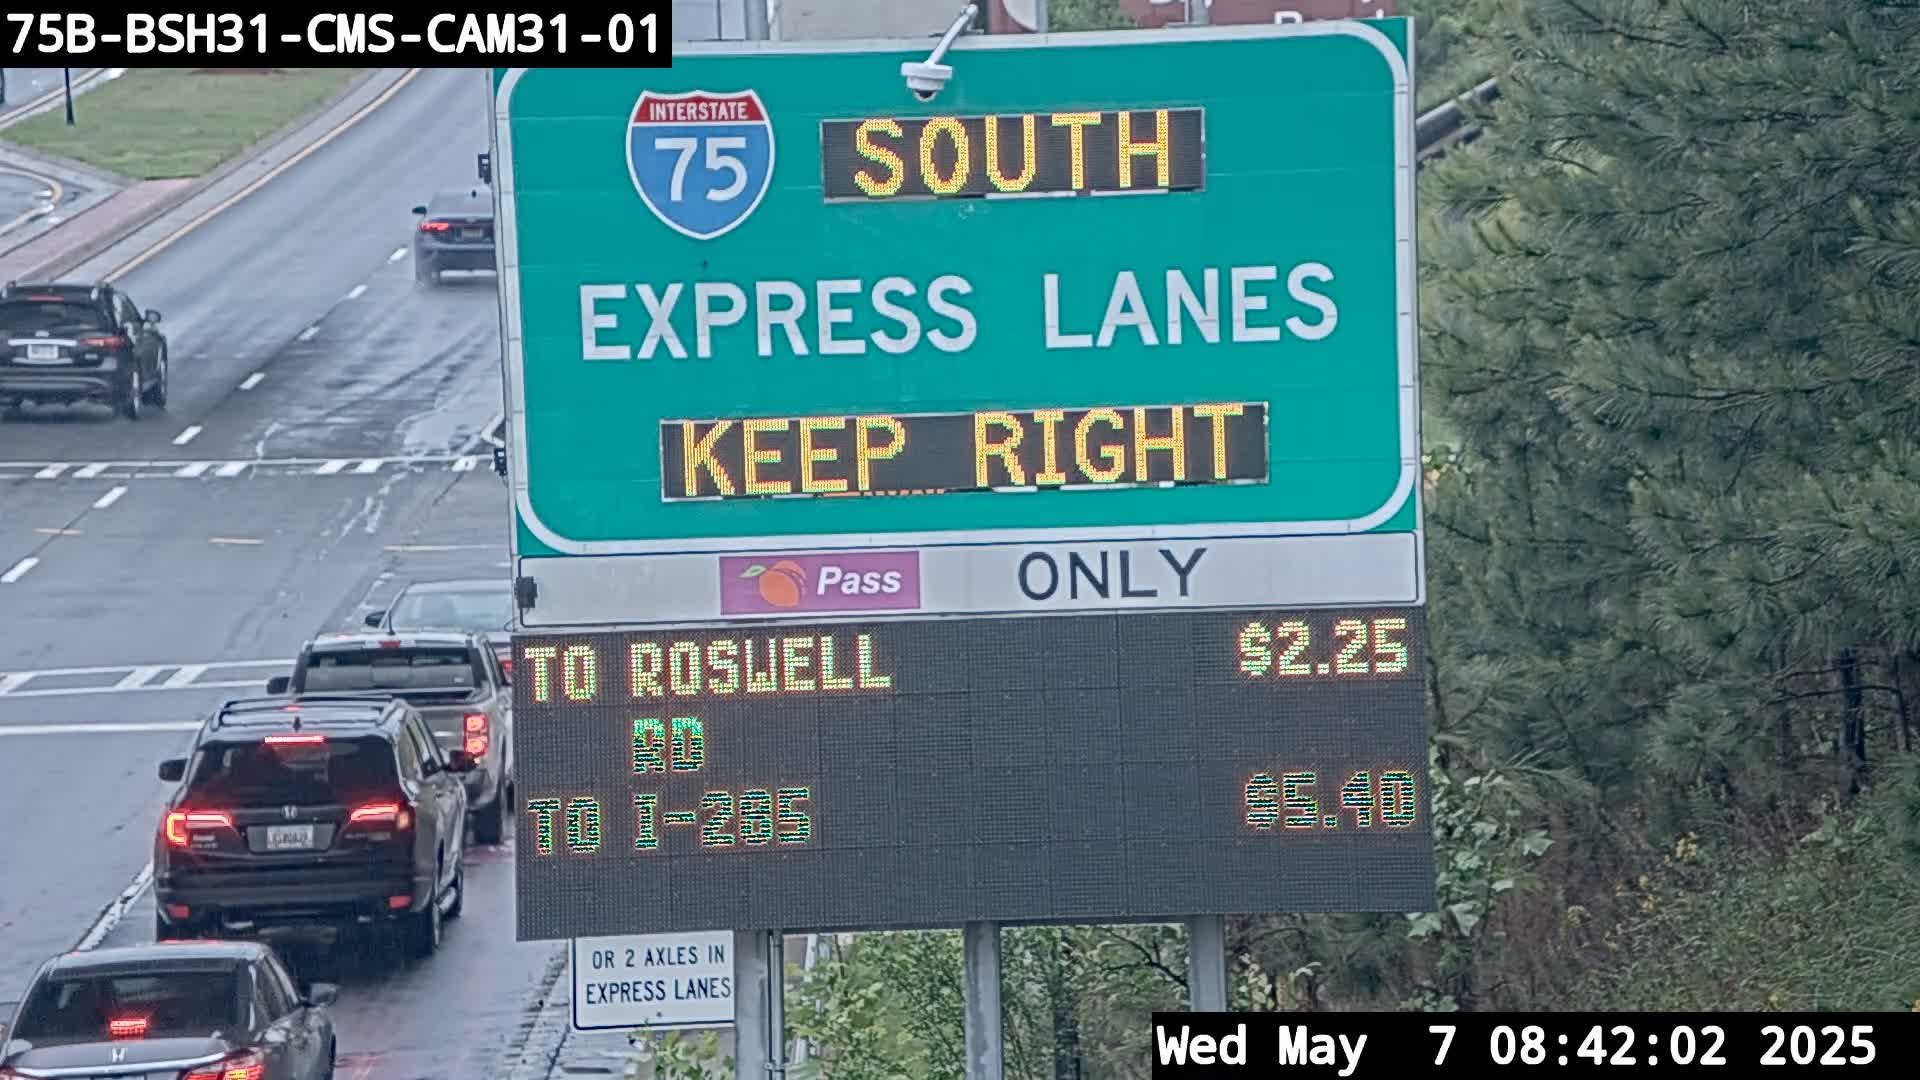 75B-BSH31-CMS-CAM31-01
INTERSTATE
75
SOUTH
EXPRESS LANES
KEEP RIGHT
Pass
ONLY
TO ROSWELL $2.25
RD
TO I-285 $5.40
OR 2 AXLES IN
EXPRESS LANES
Wed May 7 08:42:02 2025